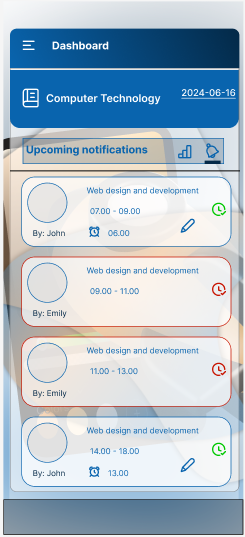 Dashboard
Computer Technology
2024-06-16
Upcoming notifications
Web design and development
07.00 - 09.00
By: John
06.00
Web design and development
09.00 - 11.00
By: Emily
Web design and development
11.00 - 13.00
By: Emily
Web design and development
14.00 - 18.00
By: John
13.00